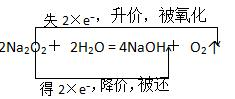 失 2×e⁻, 升价, 被氧化
2Na₂O₂ + 2H₂O = 4NaOH + O₂↑
得 2×e⁻, 降价, 被还